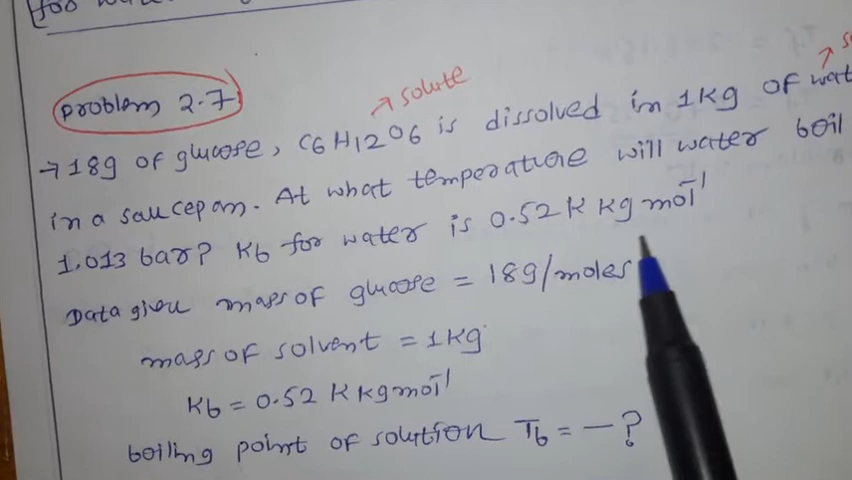 for water
problem 2.7
→ solute
→ 18g of glucose, C6H12O6 is dissolved in 1kg of wat
in a saucepan. At what temperature will water boil
1.013 bar? Kb for water is 0.52 K Kg mol-1
Data given mass of glucose = 18g/moles
mass of solvent = 1kg
Kb = 0.52 K Kg mol-1
boiling point of solution Tb = — ?